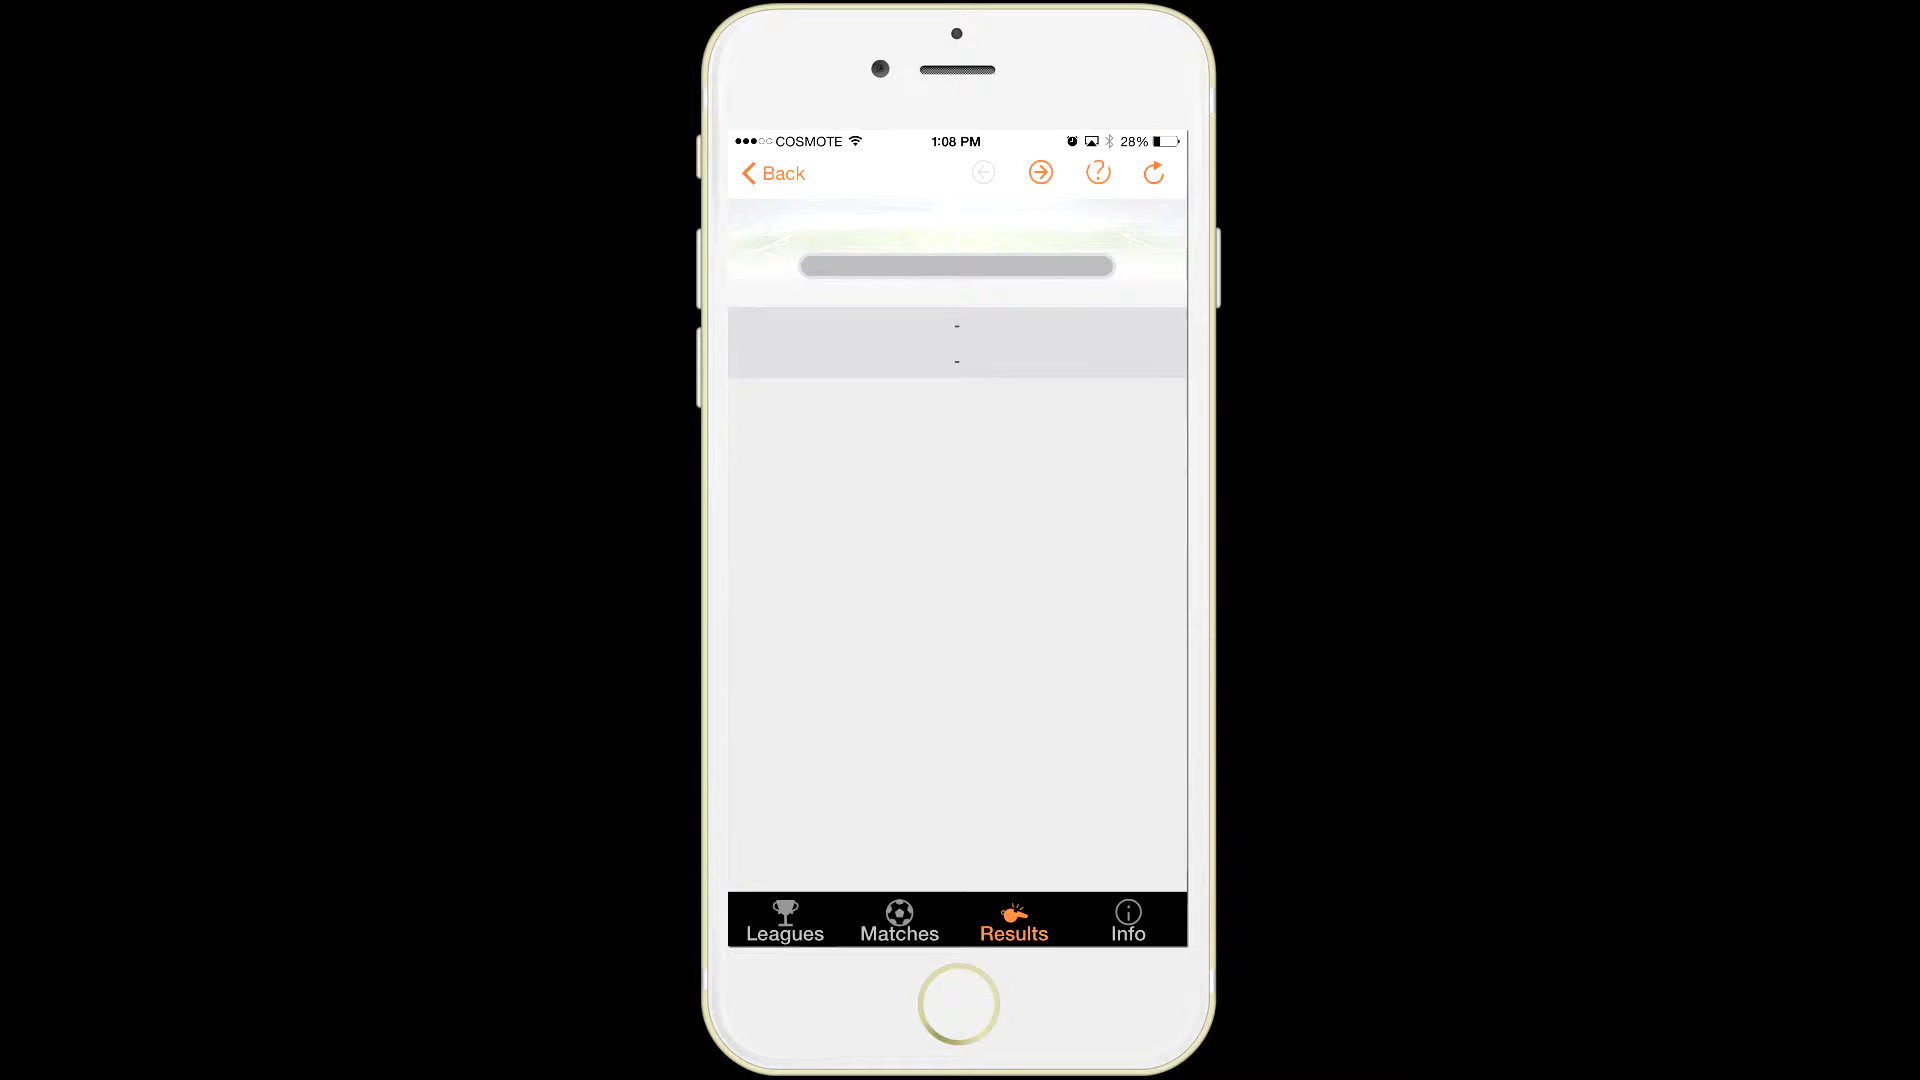 COSMOTE 1:08 PM 28%
Back
-
-
Leagues Matches Results Info